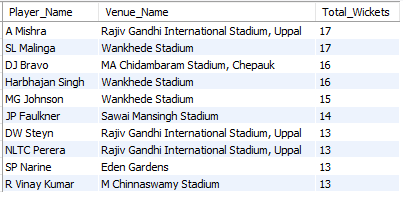 Player_Name Venue_Name Total_Wickets
A Mishra Rajiv Gandhi International Stadium, Uppal 17
SL Malinga Wankhede Stadium 17
DJ Bravo MA Chidambaram Stadium, Chepauk 16
Harbhajan Singh Wankhede Stadium 16
MG Johnson Wankhede Stadium 15
JP Faulkner Sawai Mansingh Stadium 14
DW Steyn Rajiv Gandhi International Stadium, Uppal 13
NLTC Perera Rajiv Gandhi International Stadium, Uppal 13
SP Narine Eden Gardens 13
R Vinay Kumar M Chinnaswamy Stadium 13